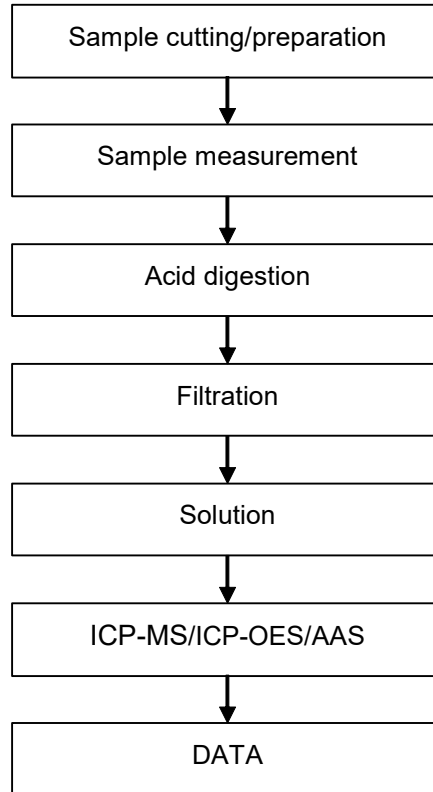 Sample cutting/preparation
Sample measurement
Acid digestion
Filtration
Solution
ICP-MS/ICP-OES/AAS
DATA